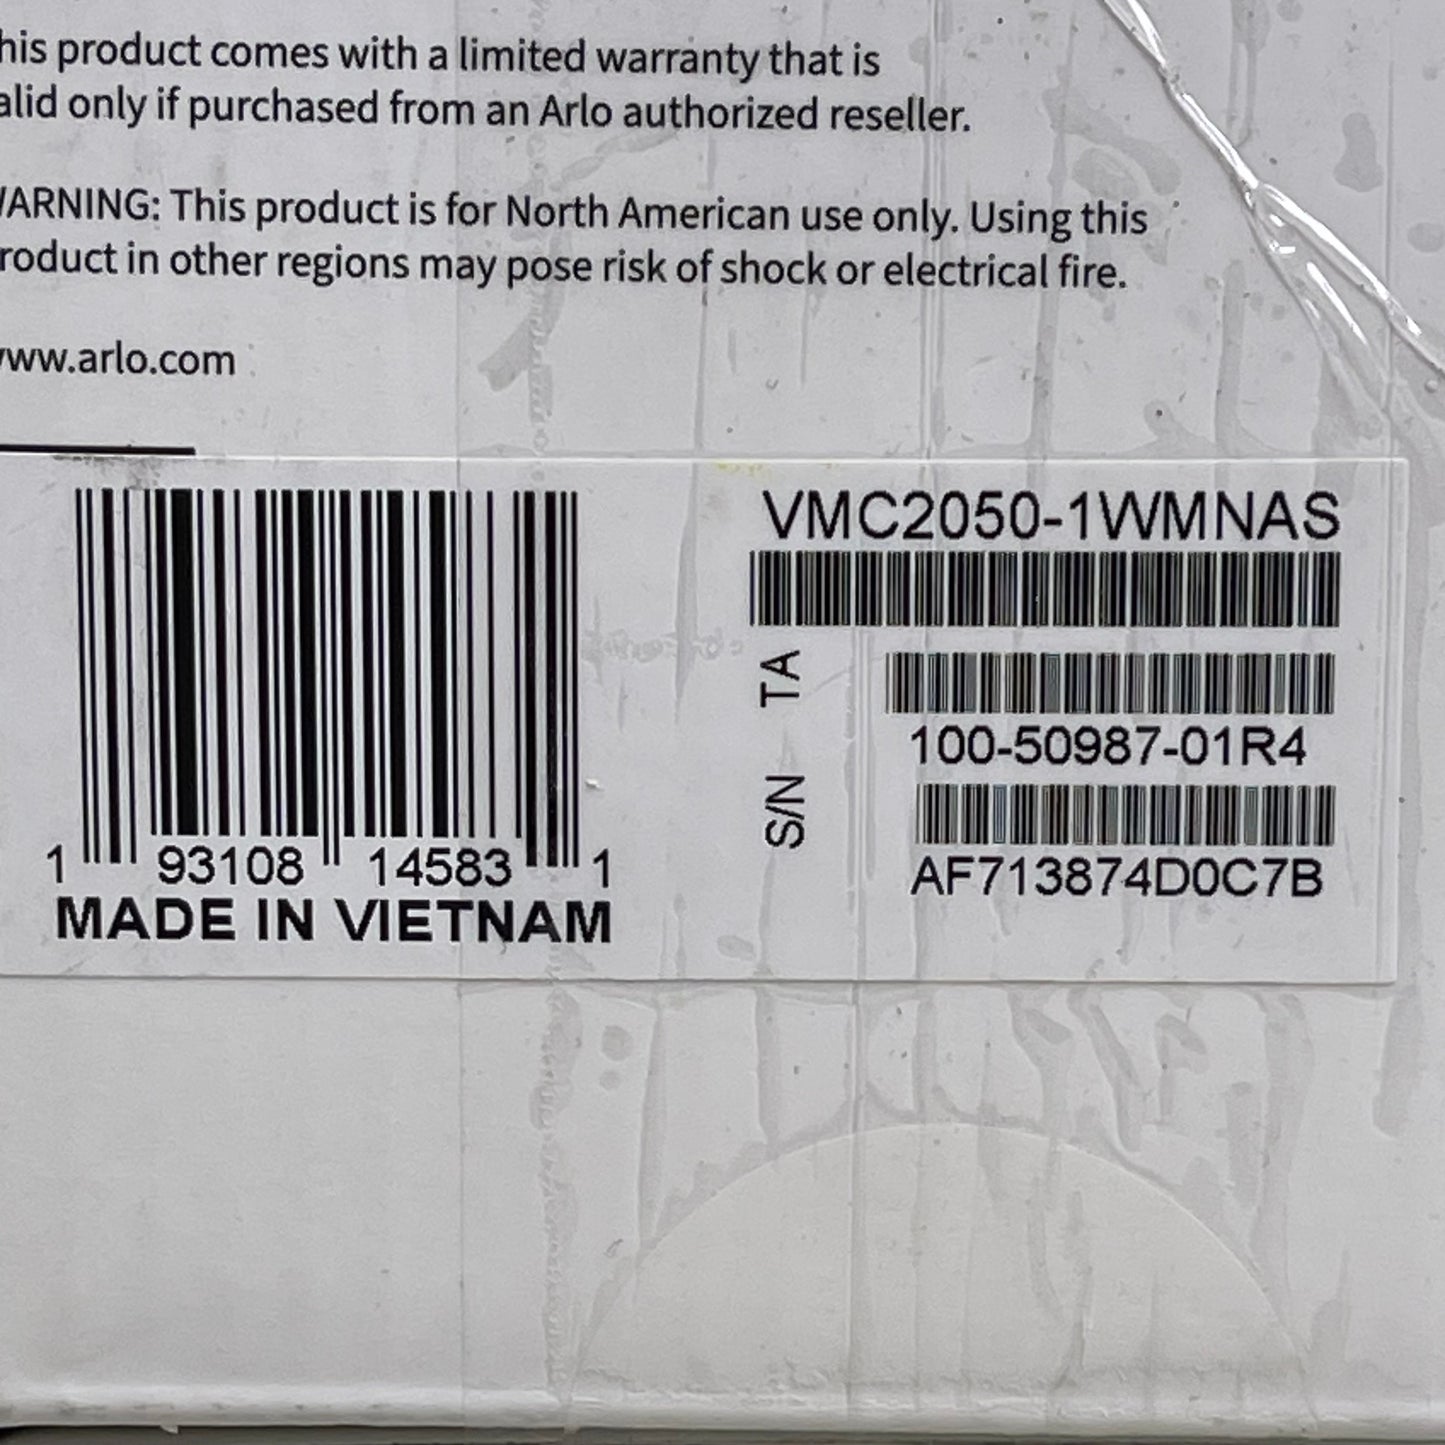 his product comes with a limited warranty that is
alid only if purchased from an Arlo authorized reseller.
ARNING: This product is for North American use only. Using this
roduct in other regions may pose risk of shock or electrical fire.
ww.arlo.com
VMC2050-1WMNAS
TA
100-50987-01R4
S/N
AF713874D0C7B
1 93108 14583 1
MADE IN VIETNAM